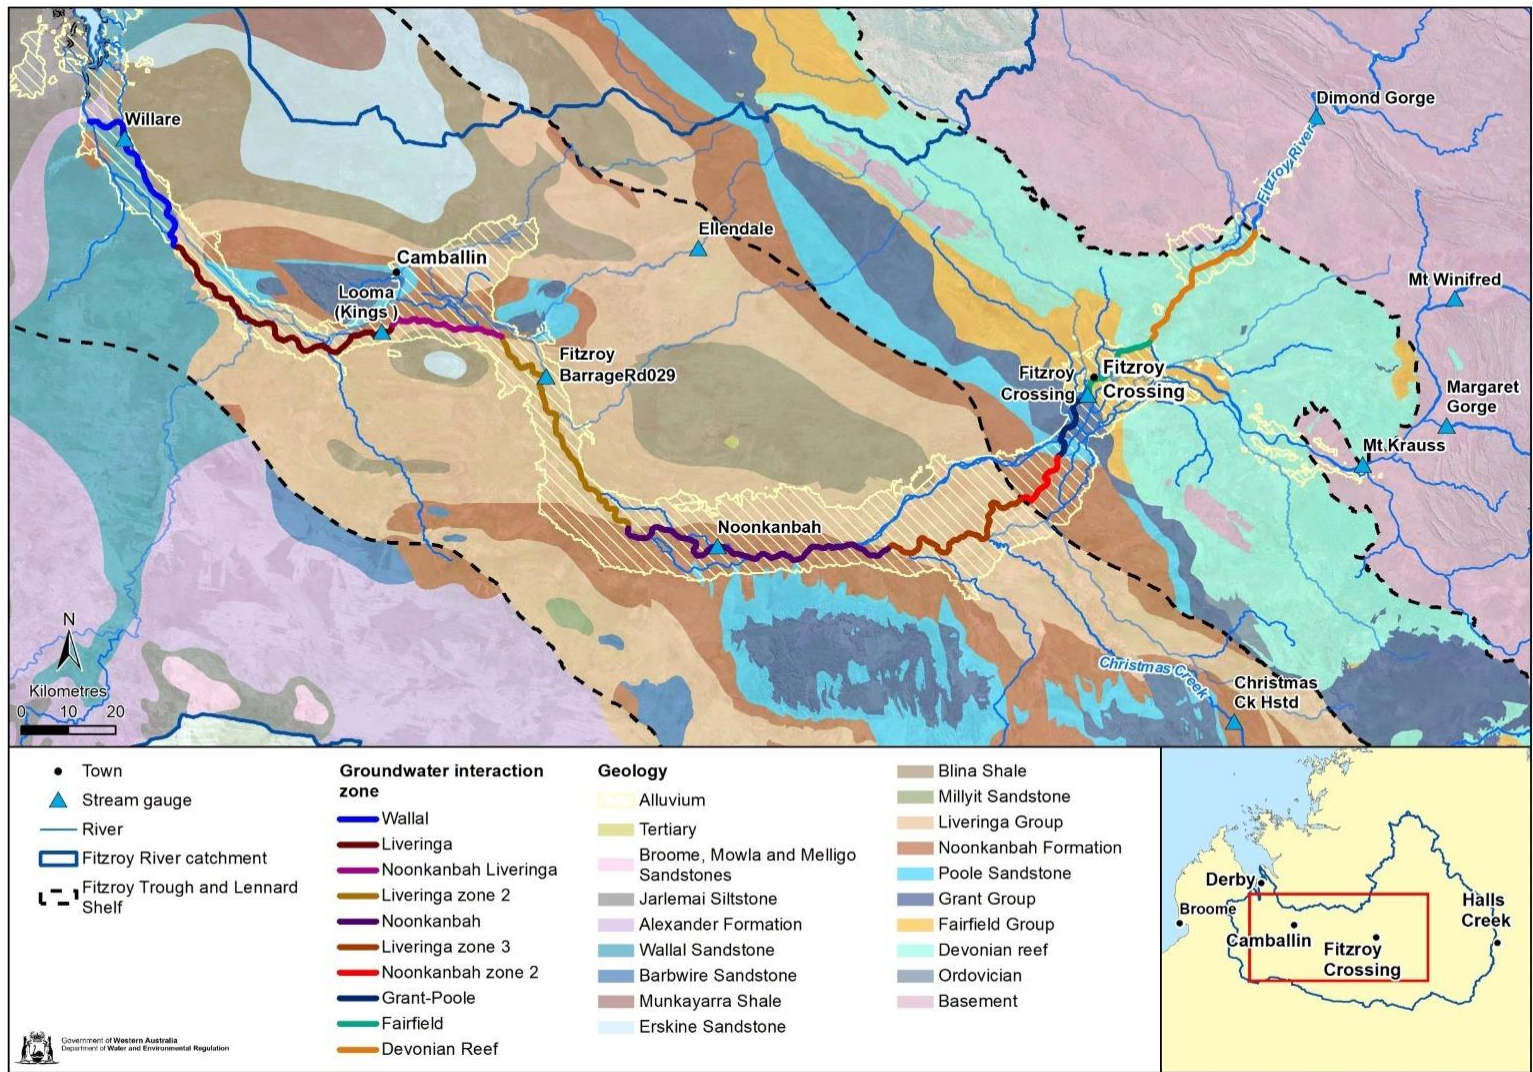 Dimond Gorge
Willare
Fitzroy River
Ellendale
Camballin
Mt Winifred
Looma
(Kings )
Fitzroy
BarrageRd029
Fitzroy
Crossing
Fitzroy
Crossing
Margaret
Gorge
Mt Krauss
Noonkanbah
Christmas Creek
Christmas
Ck Hstd
N
Kilometres
0 10 20
Town
Stream gauge
River
Fitzroy River catchment
Fitzroy Trough and Lennard
Shelf
Groundwater interaction
zone
Wallal
Liveringa
Noonkanbah Liveringa
Liveringa zone 2
Noonkanbah
Liveringa zone 3
Noonkanbah zone 2
Grant-Poole
Fairfield
Devonian Reef
Geology
Alluvium
Tertiary
Broome, Mowla and Melligo
Sandstones
Jarlemai Siltstone
Alexander Formation
Wallal Sandstone
Barbwire Sandstone
Munkayarra Shale
Erskine Sandstone
Blina Shale
Millyit Sandstone
Liveringa Group
Noonkanbah Formation
Poole Sandstone
Grant Group
Fairfield Group
Devonian reef
Ordovician
Basement
Derby
Broome
Camballin
Fitzroy
Crossing
Halls
Creek
Government of Western Australia
Department of Water and Environmental Regulation